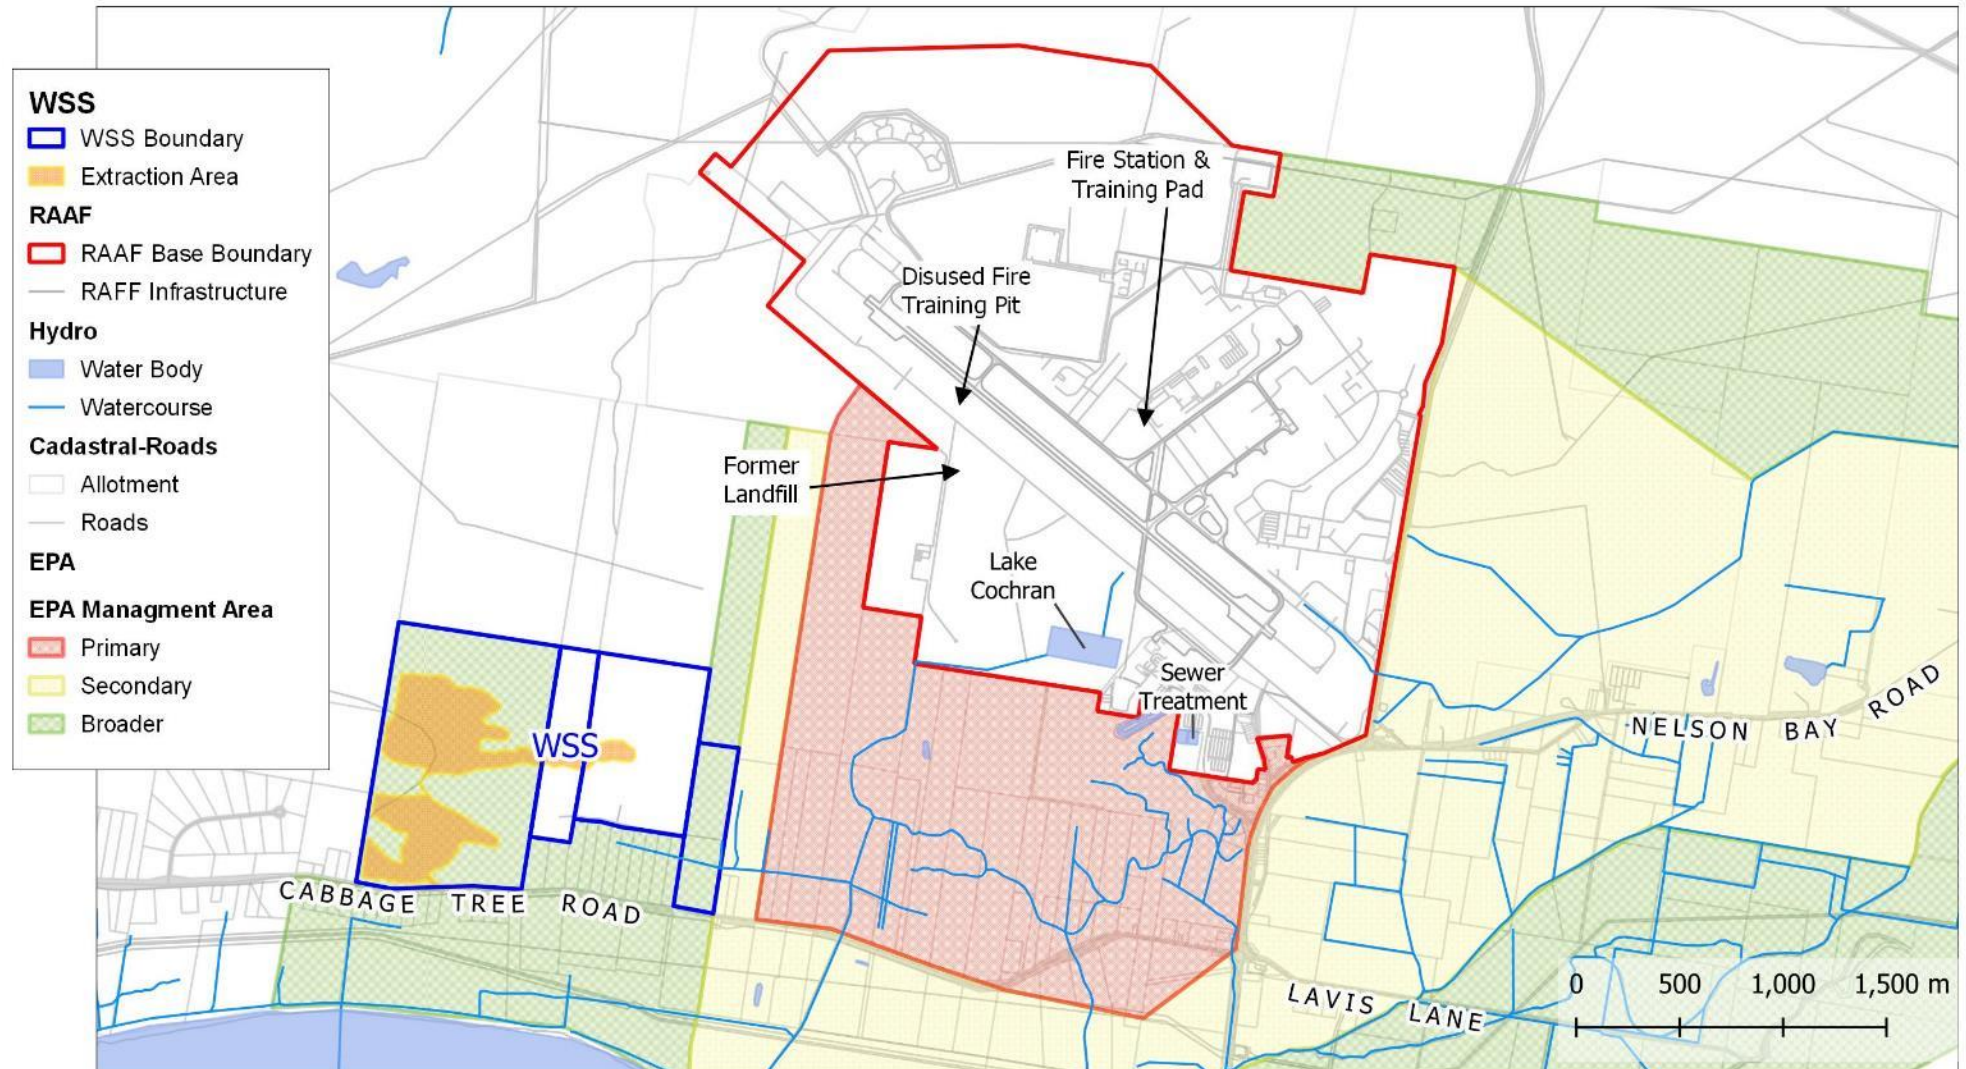 WSS
WSS Boundary
Extraction Area
RAAF
RAAF Base Boundary
RAFF Infrastructure
Hydro
Water Body
Watercourse
Cadastral-Roads
Allotment
Roads
EPA
EPA Managment Area
Primary
Secondary
Broader
Fire Station &
Training Pad
Disused Fire
Training Pit
Former
Landfill
Lake
Cochran
Sewer
Treatment
WSS
NELSON BAY ROAD
CABBAGE TREE ROAD
LAVIS LANE
0 500 1,000 1,500 m